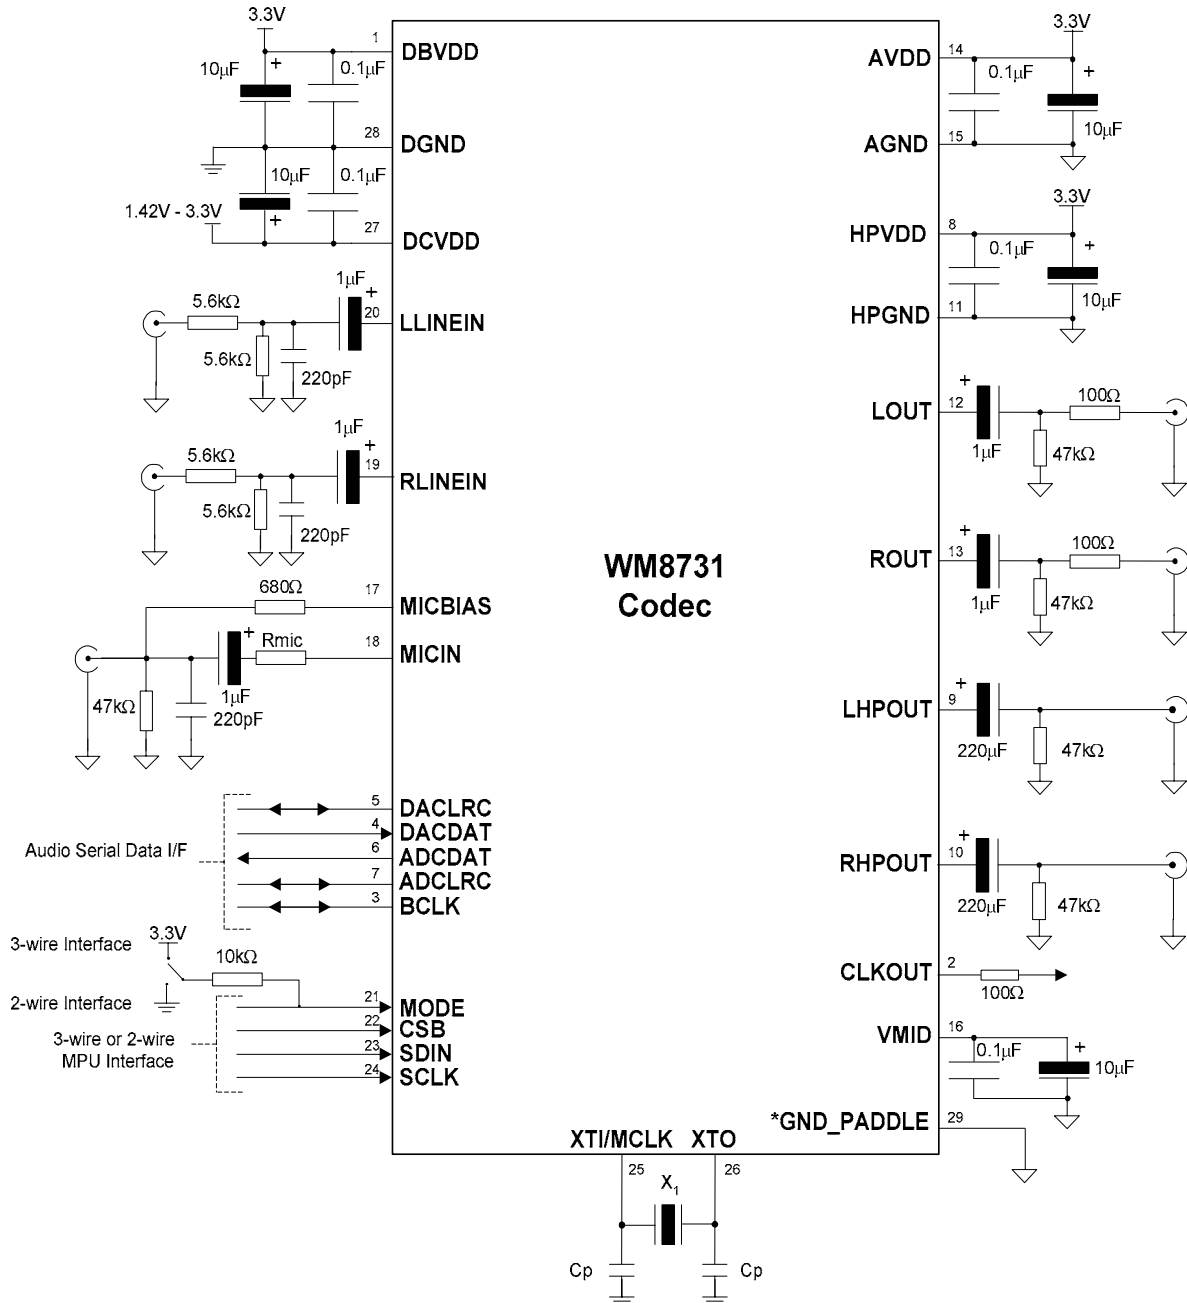 3.3V
1
DBVDD
10µF
+
0.1µF
28
DGND
10µF
0.1µF
1.42V - 3.3V
+
27
DCVDD
1µF
+
5.6kΩ
20
LLINEIN
5.6kΩ
220pF
1µF
+
5.6kΩ
19
RLINEIN
5.6kΩ
220pF
680Ω
17
MICBIAS
+
Rmic
18
MICIN
47kΩ
1µF
220pF
5
DACLRC
4
DACDAT
Audio Serial Data I/F
6
ADCDAT
7
ADCLRC
3
BCLK
3.3V
3-wire Interface
10kΩ
2-wire Interface
21
MODE
22
CSB
3-wire or 2-wire
MPU Interface
23
SDIN
24
SCLK
WM8731
Codec
3.3V
AVDD
14
0.1µF
+
10µF
AGND
15
3.3V
HPVDD
8
0.1µF
+
10µF
HPGND
11
LOUT
12
+
1µF
100Ω
47kΩ
ROUT
13
+
1µF
100Ω
47kΩ
LHPOUT
9
+
220µF
47kΩ
RHPOUT
10
+
220µF
47kΩ
CLKOUT
2
100Ω
VMID
16
0.1µF
+
10µF
*GND_PADDLE
29
XTI/MCLK
XTO
25
26
X1
Cp
Cp